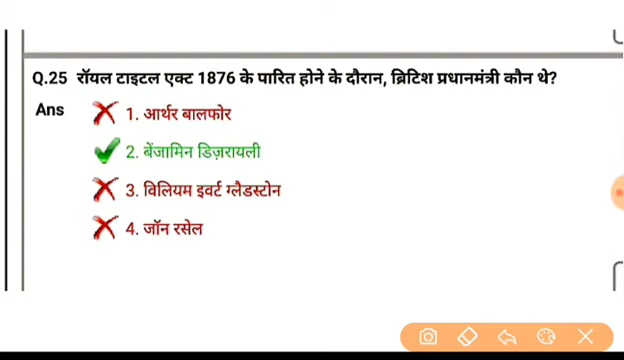 Q.25 रॉयल टाइटल एक्ट 1876 के पारित होने के दौरान, ब्रिटिश प्रधानमंत्री कौन थे?
Ans 1. आर्थर बालफोर
2. बेंजामिन डिज़रायली
3. विलियम इवर्ट ग्लैडस्टोन
4. जॉन रसेल